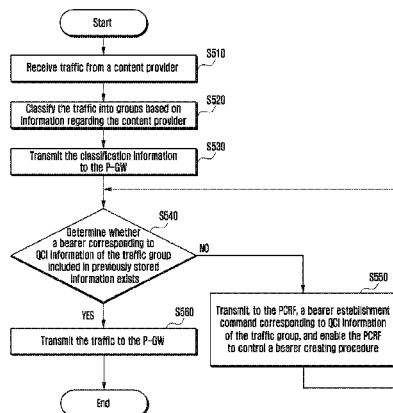 Start
S510
Receive traffic from a content provider
S520
Classify the traffic into groups based on
information regarding the content provider
S530
Transmit the classification information
to the P-GW
S540
Determine whether
a bearer corresponding to
QCI information of the traffic group
included in previously stored
information exists
NO
S550
Transmit, to the PCRF, a bearer establishment
command corresponding to QCI information
of the traffic group, and enable the PCRF
to control a bearer creating procedure
YES
S560
Transmit the traffic to the P-GW
End